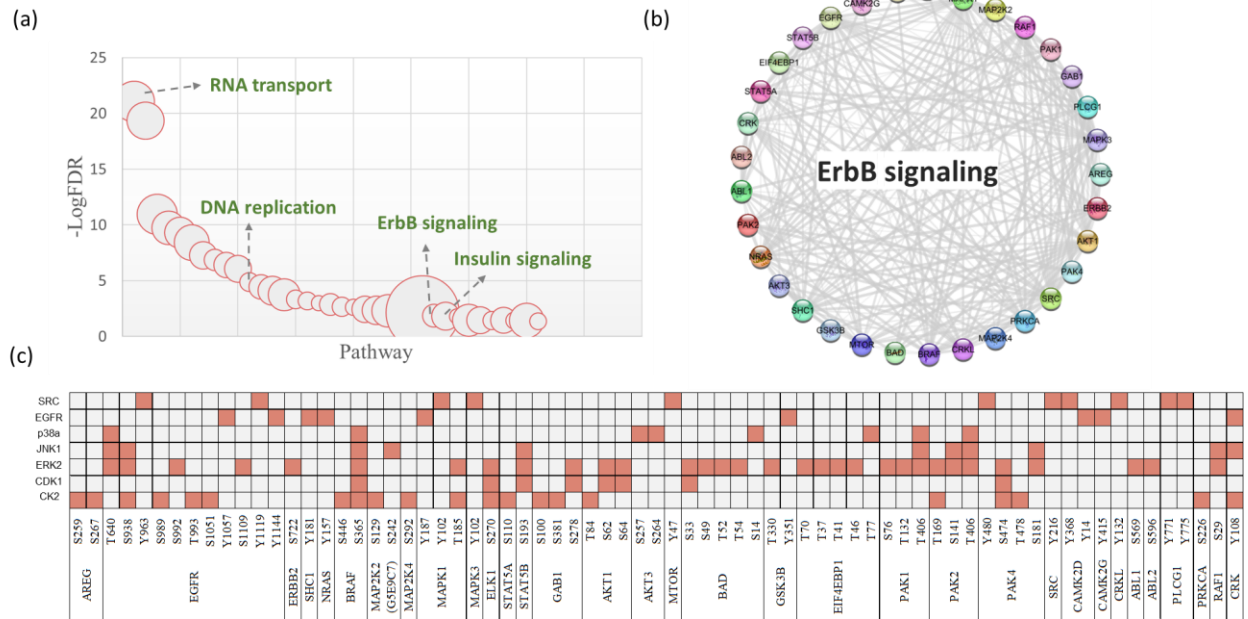 (a)
(b)
25
20
15
10
5
0
-LogFDR
Pathway
RNA transport
DNA replication
ErbB signaling
Insulin signaling
CAMK2G
EGFR
STAT5B
EIF4EBP1
STAT5A
CRK
ABL2
ABL1
PAK2
NRAS
AKT3
SHC1
GSK3B
MTOR
BAD
BRAF
CRKL
MAP2K4
PRKCA
SRC
PAK4
AKT1
ERBB2
AREG
MAPK3
PLCG1
GAB1
PAK1
RAF1
MAP2K2
ErbB signaling
(c)
SRC
EGFR
p38a
JNK1
ERK2
CDK1
CK2
S259 S267 T640 S938 Y963 S989 S992 T993 S1051 Y1057 S1109 Y1119 Y1144 S722 Y181 Y157 S446 S365 S129 S242 S292 Y187 Y102 T185 Y102 S270 S110 S193 S100 S381 S278 T84 S62 S64 S257 S264 Y47 S33 S49 T52 T54 S14 T330 Y351 T70 T37 T41 T46 T77 S76 T132 T406 T169 S141 T406 Y480 S474 T478 S181 Y216 Y368 Y14 Y415 Y132 S569 S596 Y771 Y775 S226 S29 Y108
AREG EGFR ERBB2 SHC1 NRAS BRAF MAP2K2 (G5E9C7) MAP2K4 MAPK1 MAPK3 ELK1 STAT5A STAT5B GAB1 AKT1 AKT3 MTOR BAD GSK3B EIF4EBP1 PAK1 PAK2 PAK4 SRC CAMK2D CAMK2G CRKL ABL1 ABL2 PLCG1 PRKCA RAF1 CRK